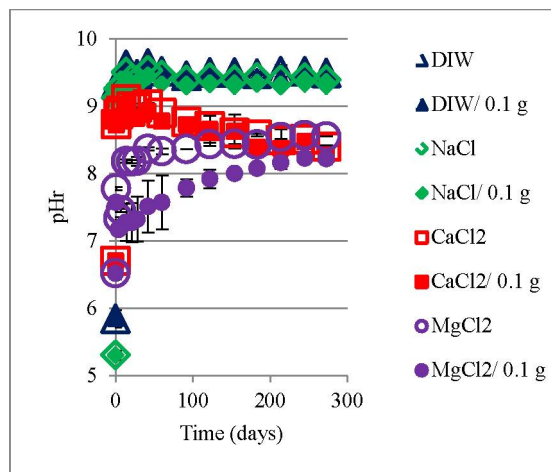 10
9
8
7
6
5
pHr
0
100
200
300
Time (days)
DIW
DIW/ 0.1 g
NaCl
NaCl/ 0.1 g
CaCl2
CaCl2/ 0.1 g
MgCl2
MgCl2/ 0.1 g